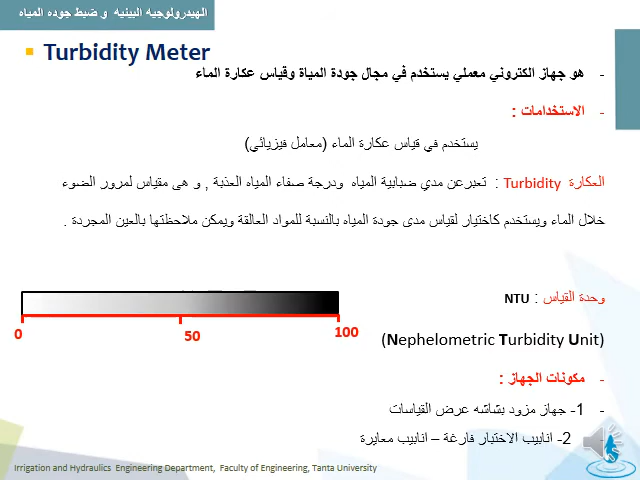 الهيدرولوجيه البيئيه و ضبط جوده المياه
Turbidity Meter
- هو جهاز الكتروني معملي يستخدم في مجال جودة المياة وقياس عكارة الماء
- الاستخدامات :
يستخدم في قياس عكارة الماء (معامل فيزيائي)
العكارة Turbidity : تعبرعن مدي ضبابية المياه ودرجة صفاء المياه العذبة , و هى مقياس لمرور الضوء
خلال الماء ويستخدم كاختيار لقياس مدى جودة المياه بالنسبة للمواد العالقة ويمكن ملاحظتها بالعين المجردة .
وحدة القياس : NTU
0 50 100
(Nephelometric Turbidity Unit)
- مكونات الجهاز :
- 1- جهاز مزود بشاشه عرض القياسات
- 2- انابيب الاختبار فارغة – انابيب معايرة
Irrigation and Hydraulics Engineering Department, Faculty of Engineering, Tanta University